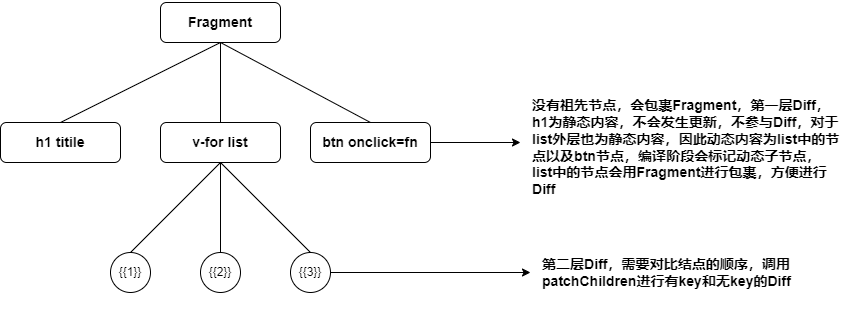 Fragment
h1 titile
v-for list
btn onclick=fn
没有祖先节点，会包裹Fragment，第一层Diff，
h1为静态内容，不会发生更新，不参与Diff，对于
list外层也为静态内容，因此动态内容为list中的节
点以及btn节点，编译阶段会标记动态子节点，
list中的节点会用Fragment进行包裹，方便进行
Diff
{{1}}
{{2}}
{{3}}
第二层Diff，需要对比结点的顺序，调用
patchChildren进行有key和无key的Diff